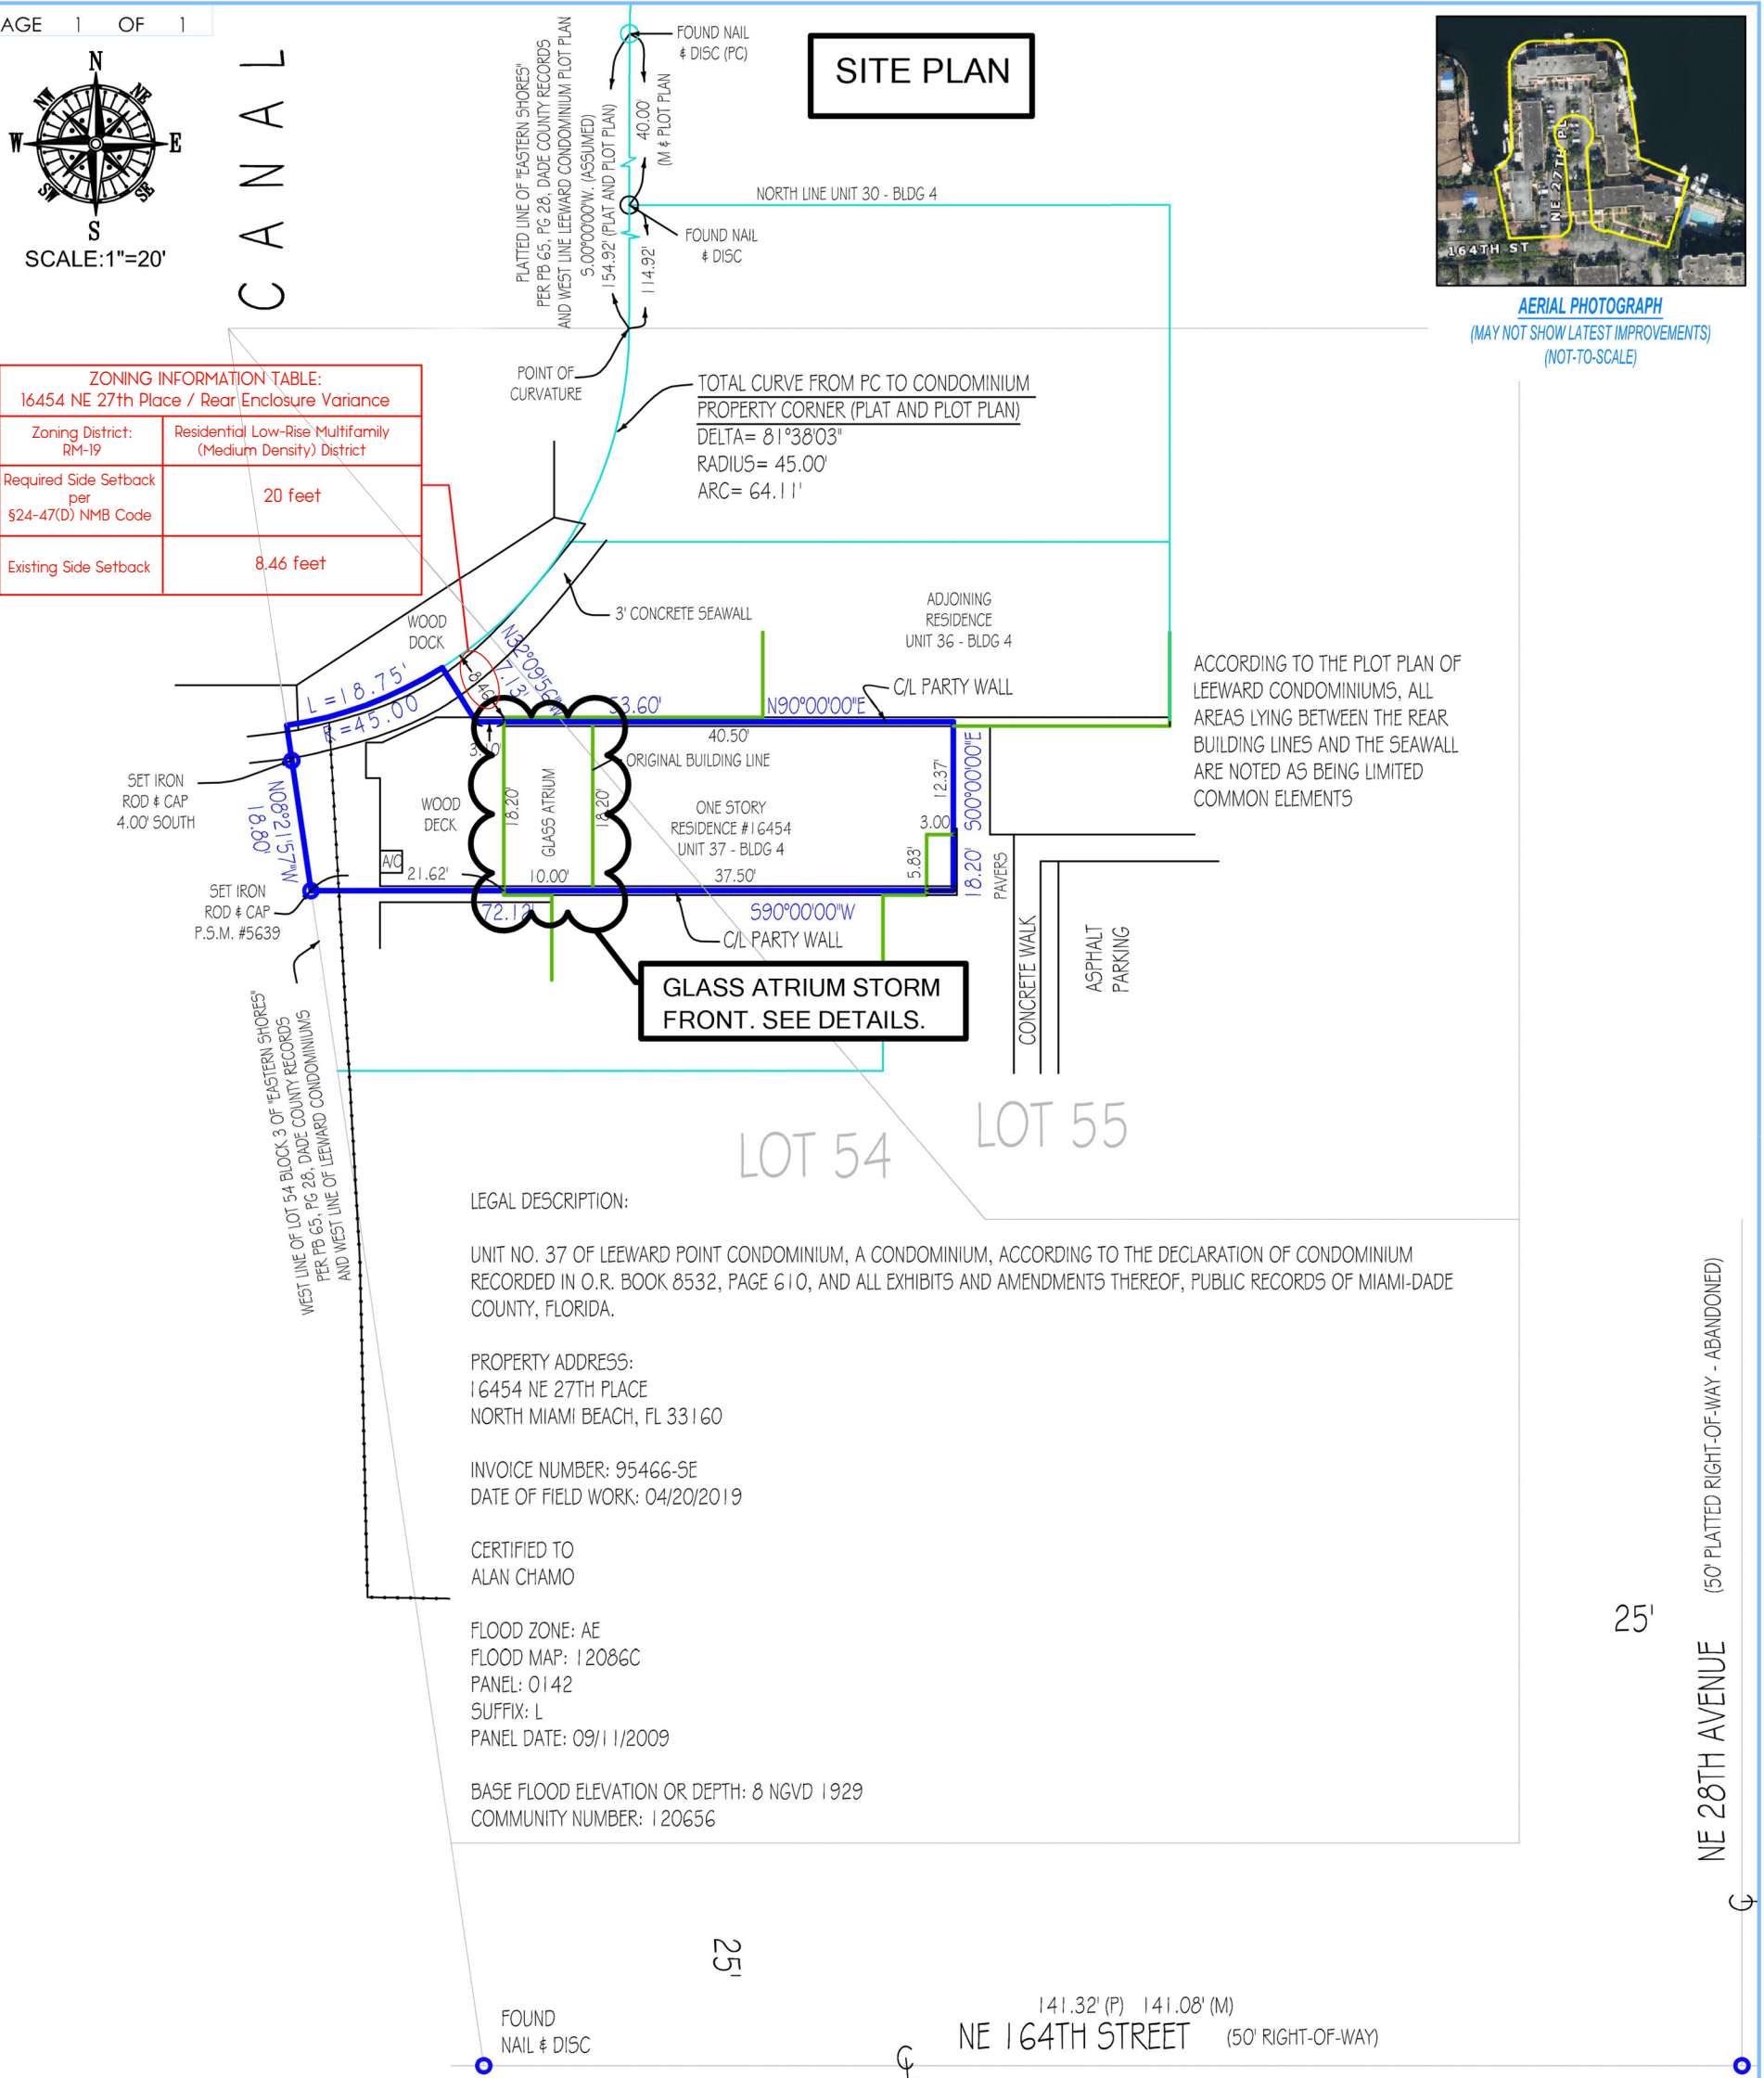 AGE 1 OF 1
N
NW
NE
W
E
SW
SE
S
SCALE:1"=20'
CANAL
PLATTED LINE OF "EASTERN SHORES"
PER PB 65, PG 28, DADE COUNTY RECORDS
AND WEST LINE LEEWARD CONDOMINIUM PLOT PLAN
S.00°00'00"W. (ASSUMED)
154.92' (PLAT AND PLOT PLAN)
40.00'
(M & PLOT PLAN
114.92'
FOUND NAIL
& DISC (PC)
SITE PLAN
NORTH LINE UNIT 30 - BLDG 4
FOUND NAIL
& DISC
NE 27TH PL
164TH ST
AERIAL PHOTOGRAPH
(MAY NOT SHOW LATEST IMPROVEMENTS)
(NOT-TO-SCALE)
POINT OF
CURVATURE
TOTAL CURVE FROM PC TO CONDOMINIUM
PROPERTY CORNER (PLAT AND PLOT PLAN)
DELTA= 81°38'03"
RADIUS= 45.00'
ARC= 64.11'
ZONING INFORMATION TABLE:
16454 NE 27th Place / Rear Enclosure Variance
Zoning District:
RM-19
Residential Low-Rise Multifamily
(Medium Density) District
Required Side Setback
per
§24-47(D) NMB Code
20 feet
Existing Side Setback
8.46 feet
WOOD
DOCK
3' CONCRETE SEAWALL
ADJOINING
RESIDENCE
UNIT 36 - BLDG 4
N32°09'56"W
7.13'
8.46'
L=18.75'
R=45.00
53.60'
N90°00'00"E
C/L PARTY WALL
40.50'
3.10'
ORIGINAL BUILDING LINE
ACCORDING TO THE PLOT PLAN OF
LEEWARD CONDOMINIUMS, ALL
AREAS LYING BETWEEN THE REAR
BUILDING LINES AND THE SEAWALL
ARE NOTED AS BEING LIMITED
COMMON ELEMENTS
SET IRON
ROD & CAP
4.00' SOUTH
N08°21'57"W
18.80'
WOOD
DECK
18.20'
GLASS ATRIUM
18.20'
ONE STORY
RESIDENCE #16454
UNIT 37 - BLDG 4
12.37'
3.00
5.83'
S00°00'00"E
18.20'
PAVERS
A/C
21.62'
10.00'
37.50'
SET IRON
ROD & CAP
P.S.M. #5639
72.12'
S90°00'00"W
C/L PARTY WALL
CONCRETE WALK
ASPHALT
PARKING
GLASS ATRIUM STORM
FRONT. SEE DETAILS.
WEST LINE OF LOT 54 BLOCK 3 OF "EASTERN SHORES"
PER PB 65, PG 28, DADE COUNTY RECORDS
AND WEST LINE OF LEEWARD CONDOMINIUMS
LOT 54
LOT 55
LEGAL DESCRIPTION:
UNIT NO. 37 OF LEEWARD POINT CONDOMINIUM, A CONDOMINIUM, ACCORDING TO THE DECLARATION OF CONDOMINIUM
RECORDED IN O.R. BOOK 8532, PAGE 610, AND ALL EXHIBITS AND AMENDMENTS THEREOF, PUBLIC RECORDS OF MIAMI-DADE
COUNTY, FLORIDA.
PROPERTY ADDRESS:
16454 NE 27TH PLACE
NORTH MIAMI BEACH, FL 33160
INVOICE NUMBER: 95466-SE
DATE OF FIELD WORK: 04/20/2019
CERTIFIED TO
ALAN CHAMO
FLOOD ZONE: AE
FLOOD MAP: 12086C
PANEL: 0142
SUFFIX: L
PANEL DATE: 09/11/2009
BASE FLOOD ELEVATION OR DEPTH: 8 NGVD 1929
COMMUNITY NUMBER: 120656
25'
NE 28TH AVENUE (50' PLATTED RIGHT-OF-WAY - ABANDONED)
25'
FOUND
NAIL & DISC
141.32' (P) 141.08' (M)
NE 164TH STREET (50' RIGHT-OF-WAY)